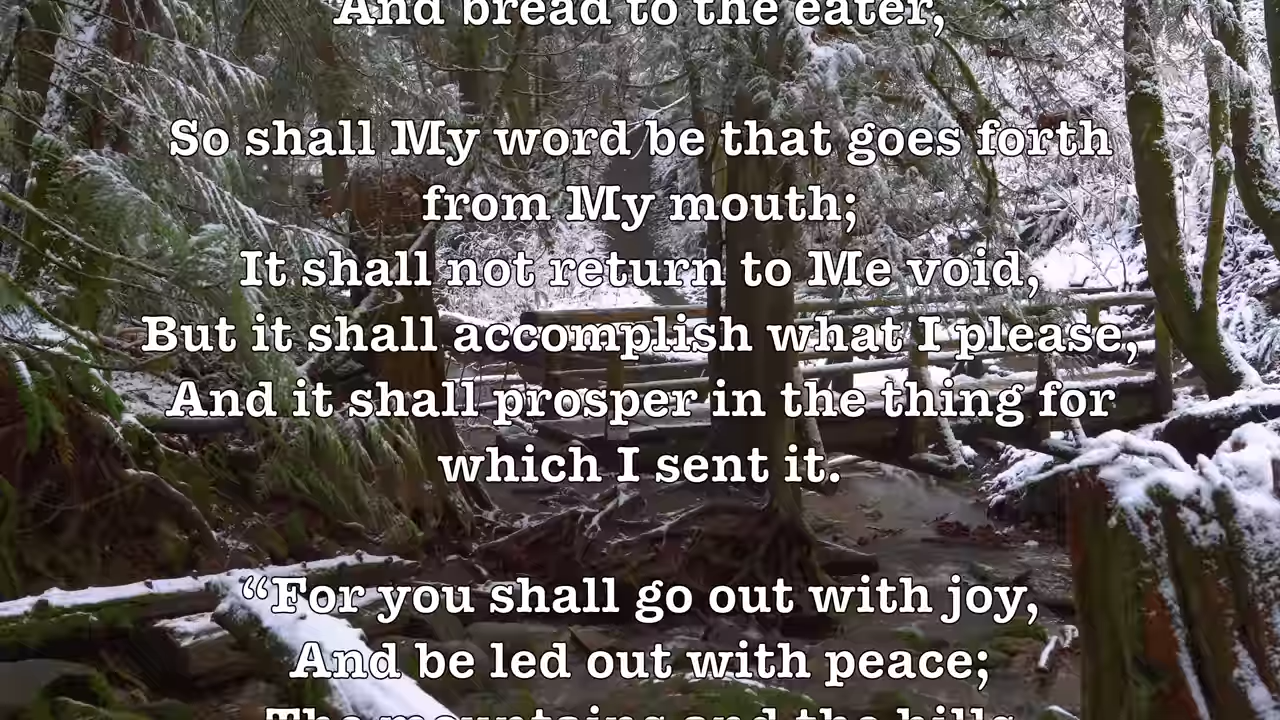 And bread to the eater,
So shall My word be that goes forth
from My mouth;
It shall not return to Me void,
But it shall accomplish what I please,
And it shall prosper in the thing for
which I sent it.
“For you shall go out with joy,
And be led out with peace;
The mountains and the hills